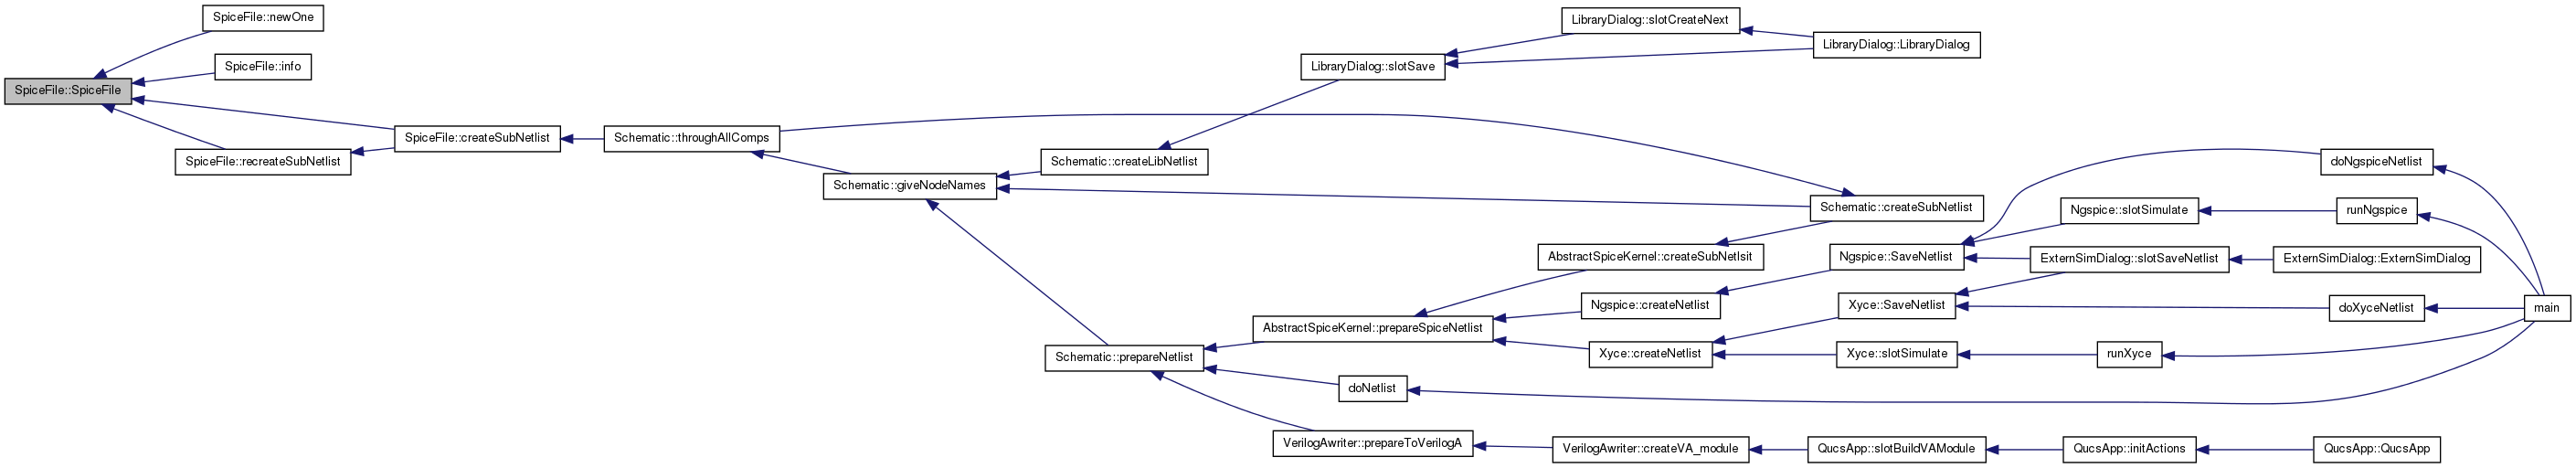 SpiceFile::newOne
LibraryDialog::slotCreateNext
LibraryDialog::LibraryDialog
SpiceFile::info
LibraryDialog::slotSave
SpiceFile::SpiceFile
SpiceFile::createSubNetlist
Schematic::throughAllComps
SpiceFile::recreateSubNetlist
Schematic::createLibNetlist
doNgspiceNetlist
Schematic::giveNodeNames
Schematic::createSubNetlist
Ngspice::slotSimulate
runNgspice
AbstractSpiceKernel::createSubNetlsit
Ngspice::SaveNetlist
ExternSimDialog::slotSaveNetlist
ExternSimDialog::ExternSimDialog
Ngspice::createNetlist
Xyce::SaveNetlist
doXyceNetlist
main
AbstractSpiceKernel::prepareSpiceNetlist
Schematic::prepareNetlist
Xyce::createNetlist
Xyce::slotSimulate
runXyce
doNetlist
VerilogAwriter::prepareToVerilogA
VerilogAwriter::createVA_module
QucsApp::slotBuildVAModule
QucsApp::initActions
QucsApp::QucsApp